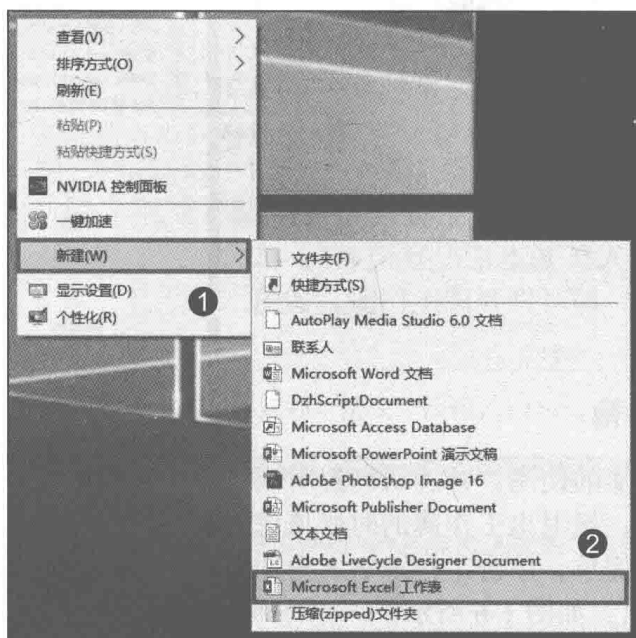 查看(V)
排序方式(O)
刷新(E)
粘贴(P)
粘贴快捷方式(S)
NVIDIA 控制面板
一键加速
新建(W)
显示设置(D)
个性化(R)
1
文件夹(F)
快捷方式(S)
AutoPlay Media Studio 6.0 文档
联系人
Microsoft Word 文档
DzhScript.Document
Microsoft Access Database
Microsoft PowerPoint 演示文稿
Adobe Photoshop Image 16
Microsoft Publisher Document
文本文档
2
Adobe LiveCycle Designer Document
Microsoft Excel 工作表
压缩(zipped)文件夹